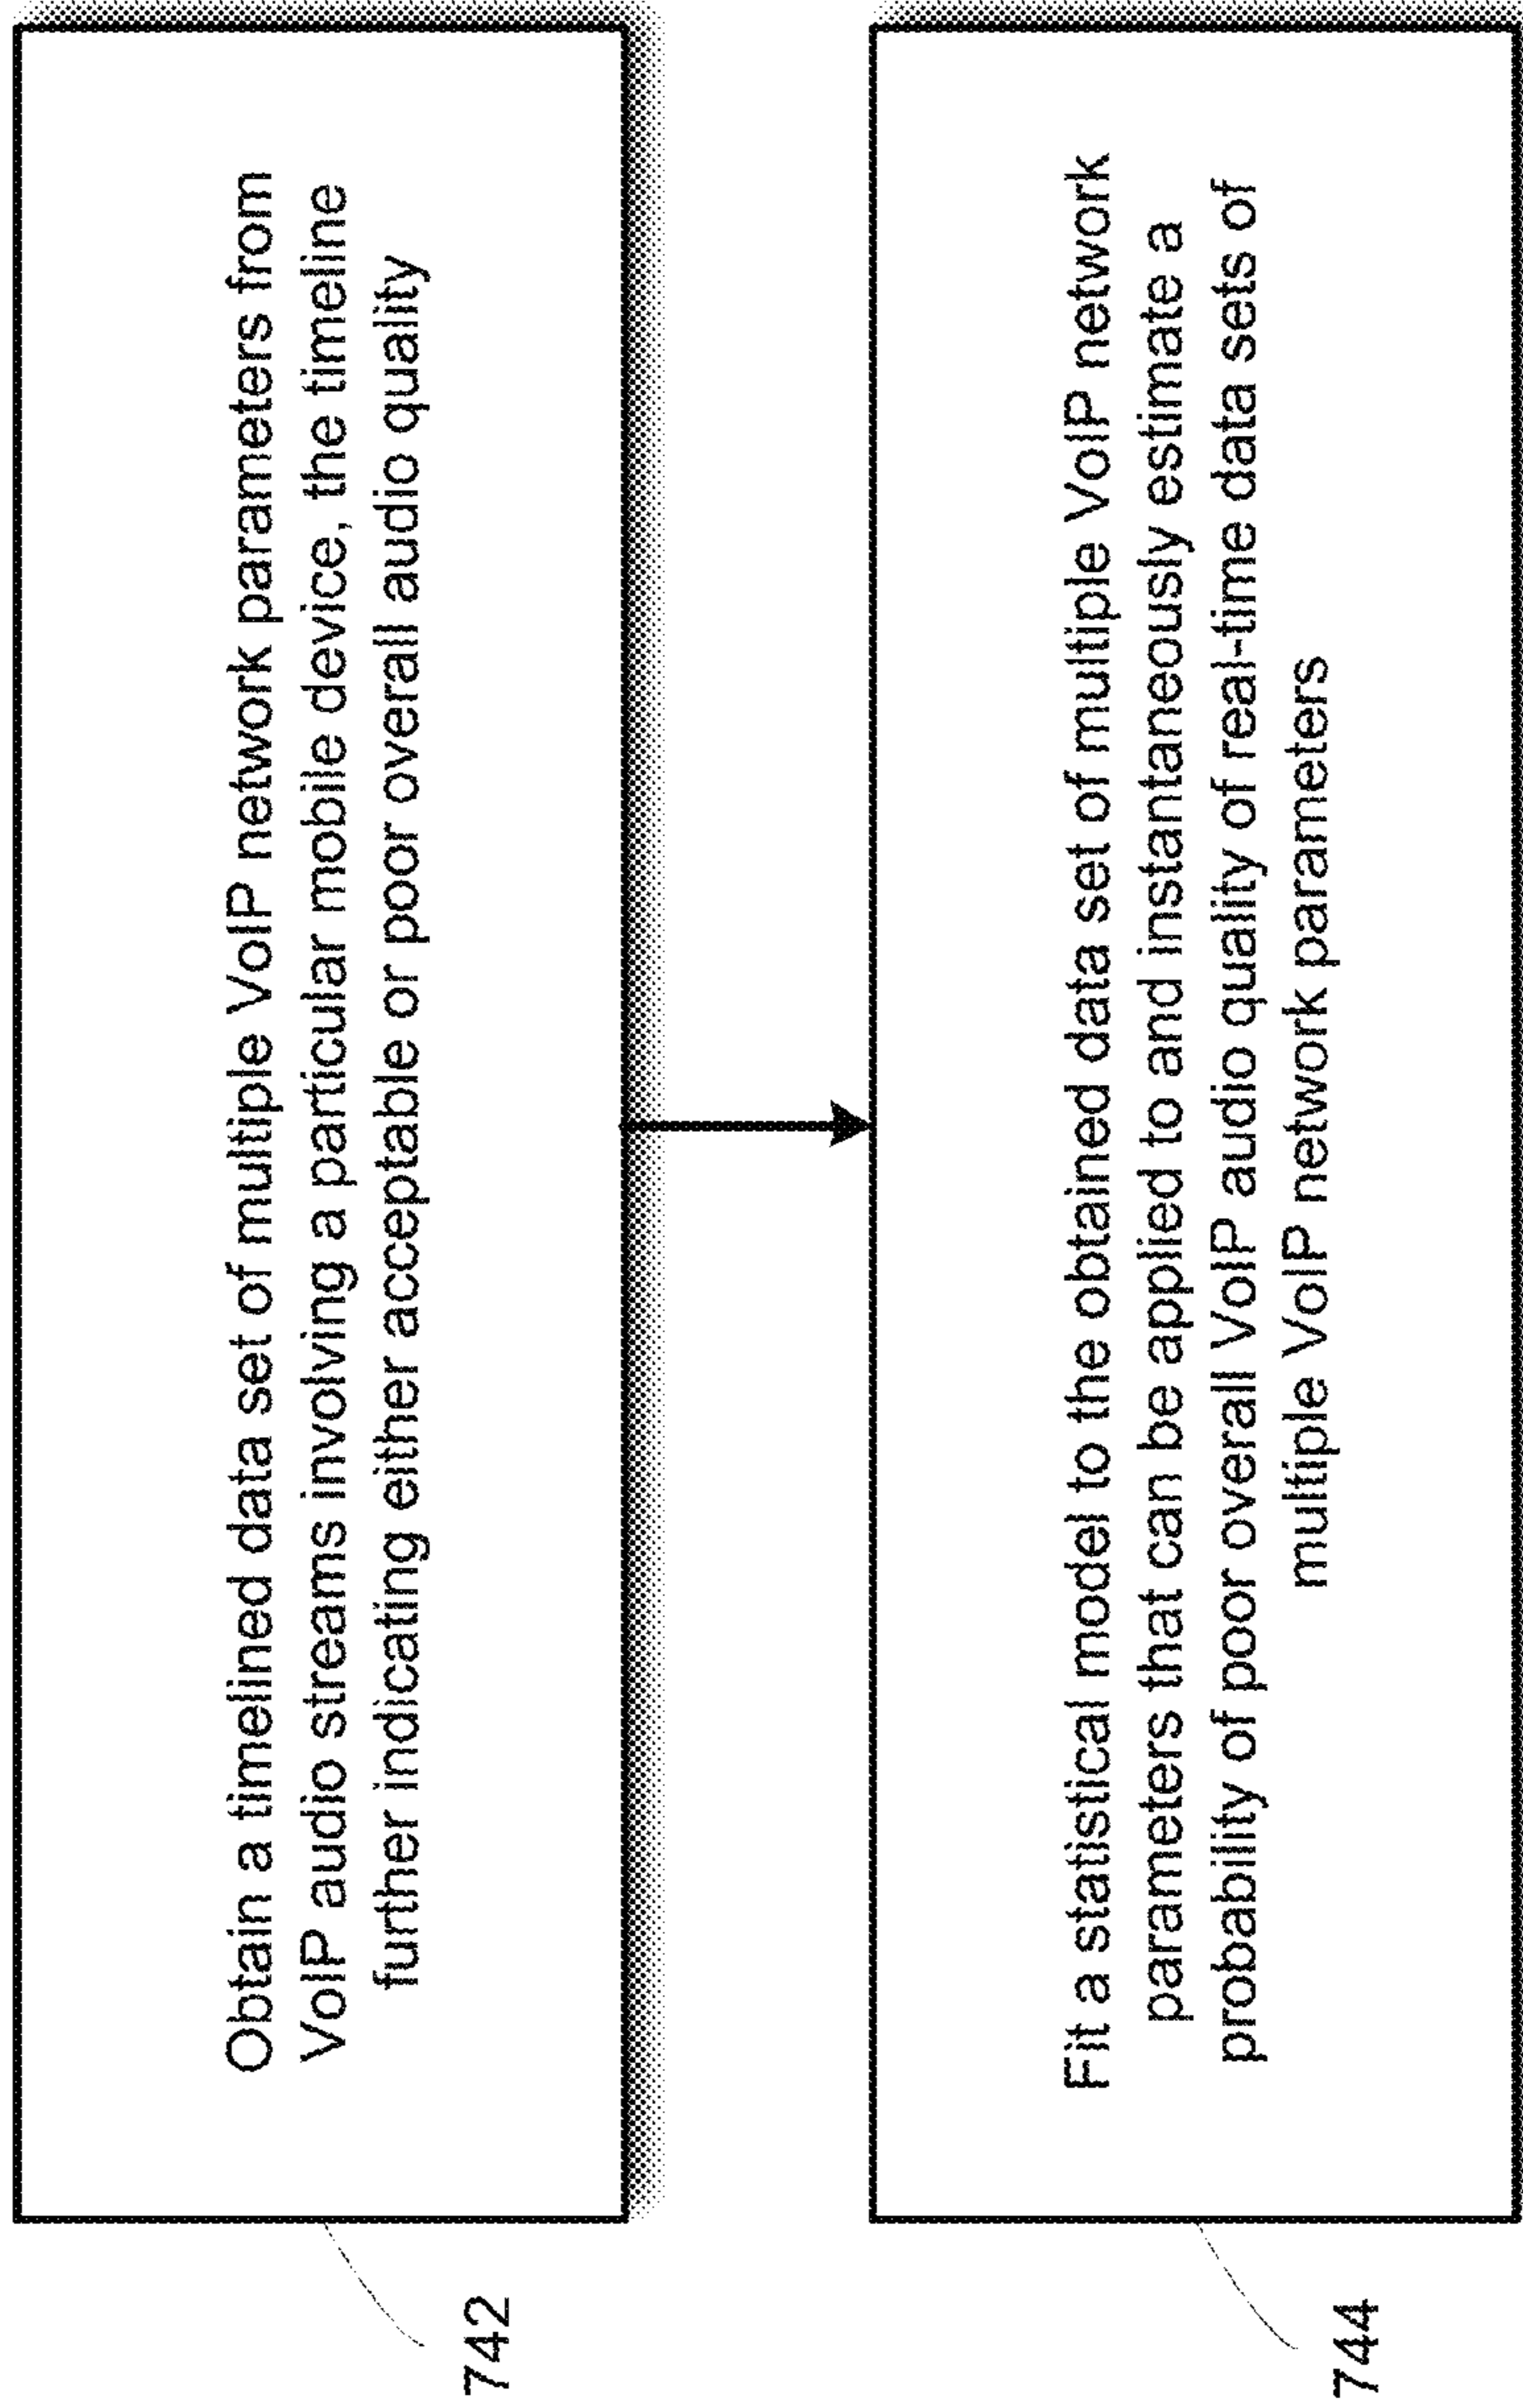 Obtain a timelined data set of multiple VoIP network parameters from
VoIP audio streams involving a particular mobile device, the timeline
further indicating either acceptable or poor overall audio quality
742
Fit a statistical model to the obtained data set of multiple VoIP network
parameters that can be applied to and instantaneously estimate a
probability of poor overall VoIP audio quality of real-time data sets of
multiple VoIP network parameters
744